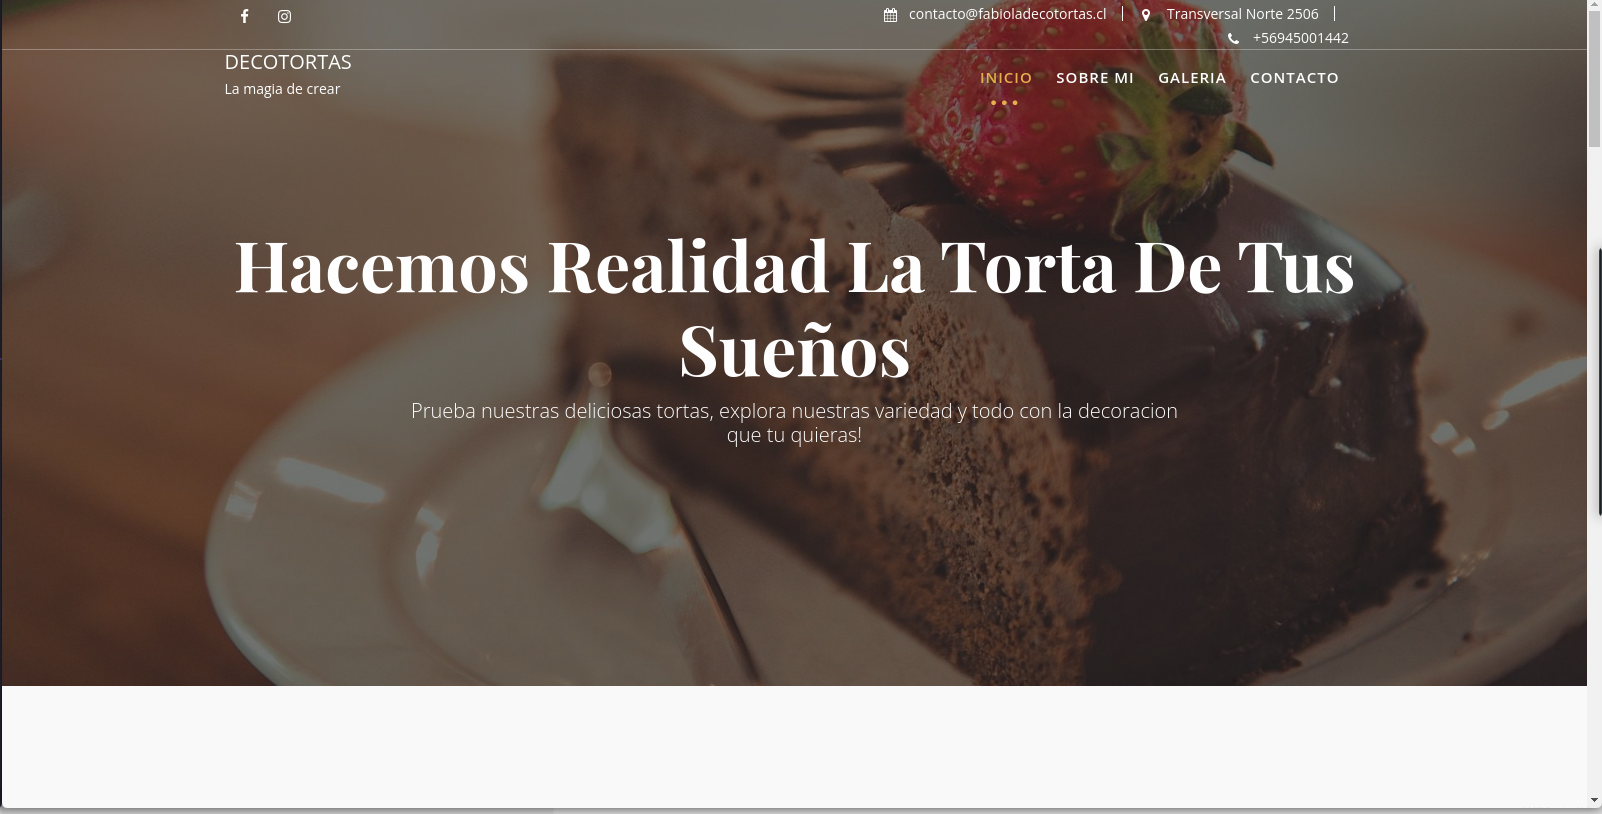 contacto@fabioladecotortas.cl | Transversal Norte 2506 |
+56945001442
DECOTORTAS
La magia de crear
INICIO SOBRE MI GALERIA CONTACTO
Hacemos Realidad La Torta De Tus
Sueños
Prueba nuestras deliciosas tortas, explora nuestras variedad y todo con la decoracion
que tu quieras!